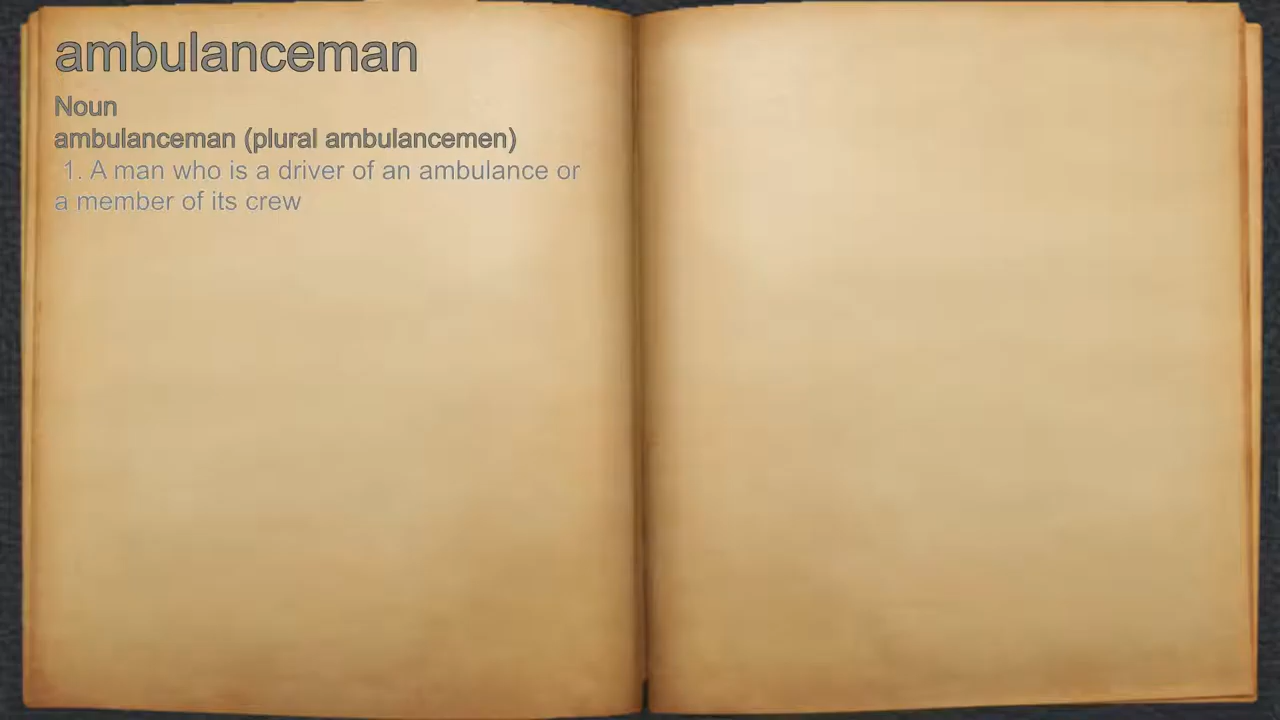 ambulanceman
Noun
ambulanceman (plural ambulancemen)
1. A man who is a driver of an ambulance or
a member of its crew